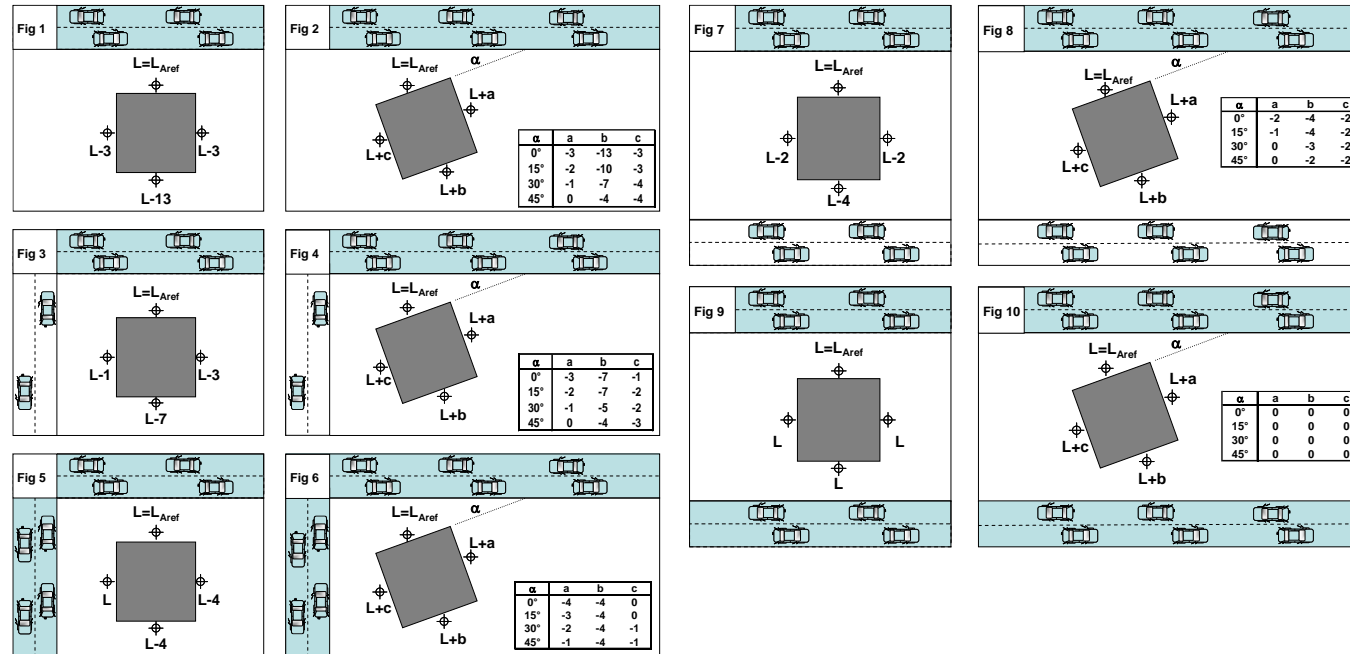 Fig 1
L=LAref
L-3
L-3
L-13
Fig 2
α
L=LAref
L+a
L+c
L+b
α a b c
0° -3 -13 -3
15° -2 -10 -3
30° -1 -7 -4
45° 0 -4 -4
Fig 3
L=LAref
L-1
L-3
L-7
Fig 4
α
L=LAref
L+a
L+c
L+b
α a b c
0° -3 -7 -1
15° -2 -7 -2
30° -1 -5 -2
45° 0 -4 -3
Fig 5
L=LAref
L
L-4
L-4
Fig 6
α
L=LAref
L+a
L+c
L+b
α a b c
0° -4 -4 0
15° -3 -4 0
30° -2 -4 -1
45° -1 -4 -1
Fig 7
L=LAref
L-2
L-2
L-4
Fig 8
α
L=LAref
L+a
L+c
L+b
α a b c
0° -2 -4 -2
15° -1 -4 -2
30° 0 -3 -2
45° 0 -2 -2
Fig 9
L=LAref
L
L
L
Fig 10
α
L=LAref
L+a
L+c
L+b
α a b c
0° 0 0 0
15° 0 0 0
30° 0 0 0
45° 0 0 0